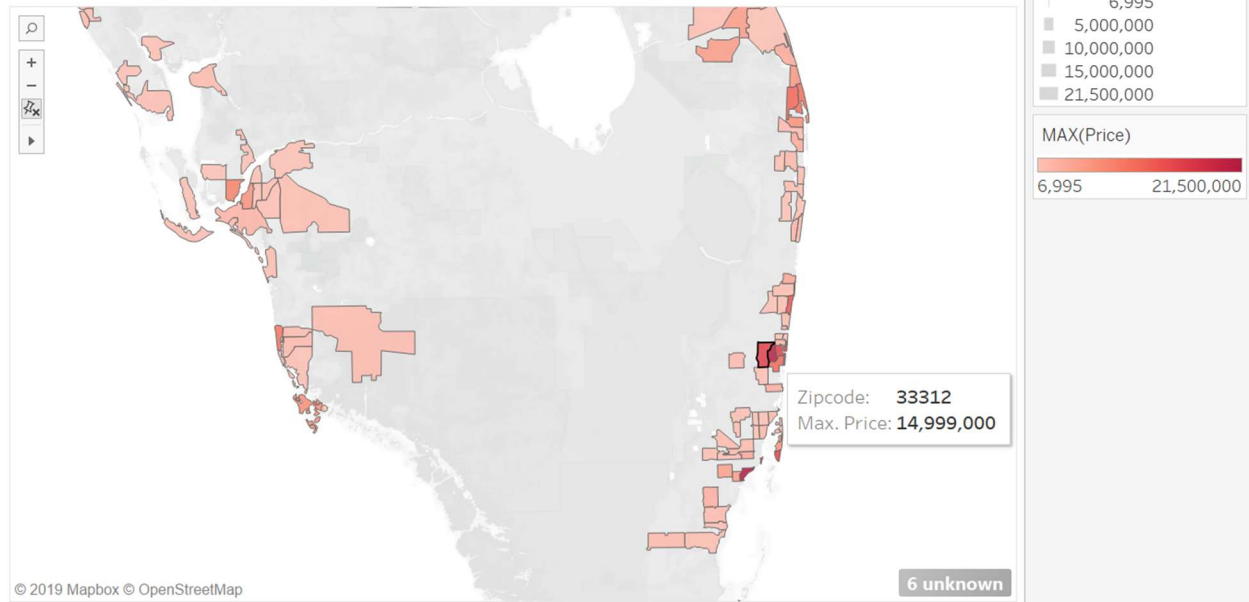 6,995
5,000,000
10,000,000
15,000,000
21,500,000
MAX(Price)
6,995 21,500,000
Zipcode: 33312
Max. Price: 14,999,000
© 2019 Mapbox © OpenStreetMap
6 unknown